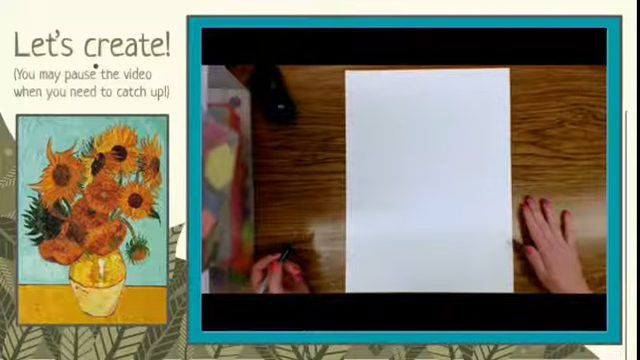 Let's create!
(You may pause the video
when you need to catch up!)